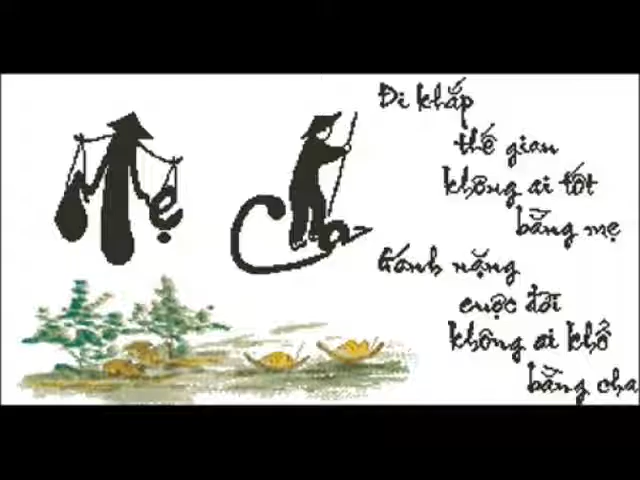 Mẹ Cha
Đi khắp
thế gian
không ai tốt
bằng mẹ
Gánh nặng
cuộc đời
không ai khổ
bằng cha